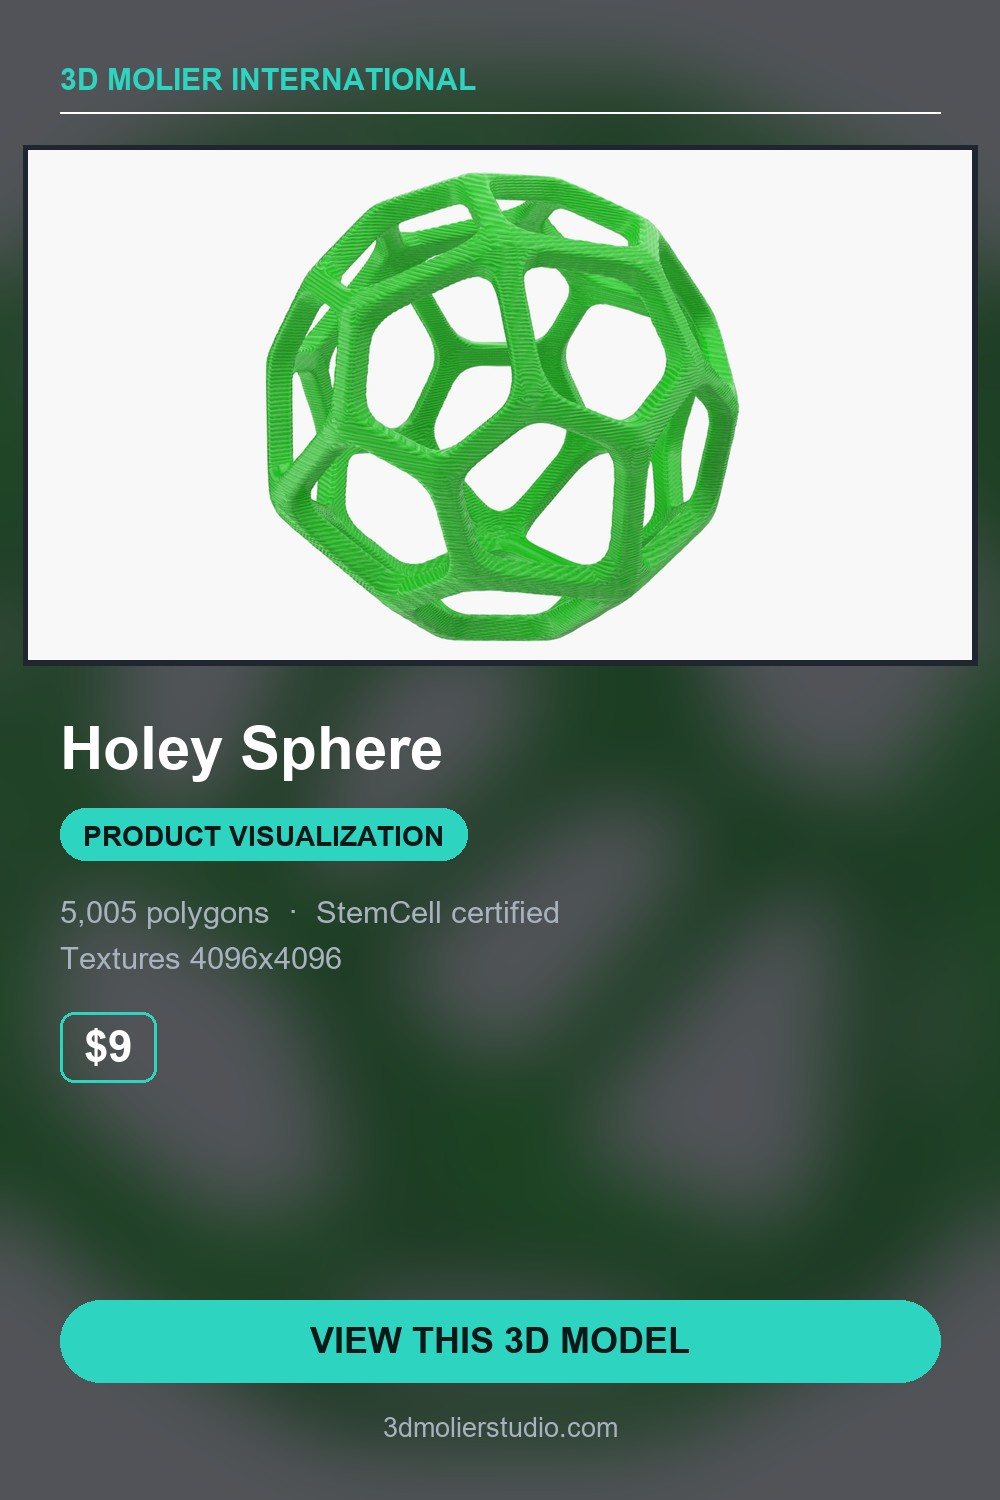 3D MOLIER INTERNATIONAL
Holey Sphere
PRODUCT VISUALIZATION
5,005 polygons · StemCell certified
Textures 4096x4096
$9
VIEW THIS 3D MODEL
3dmolierstudio.com